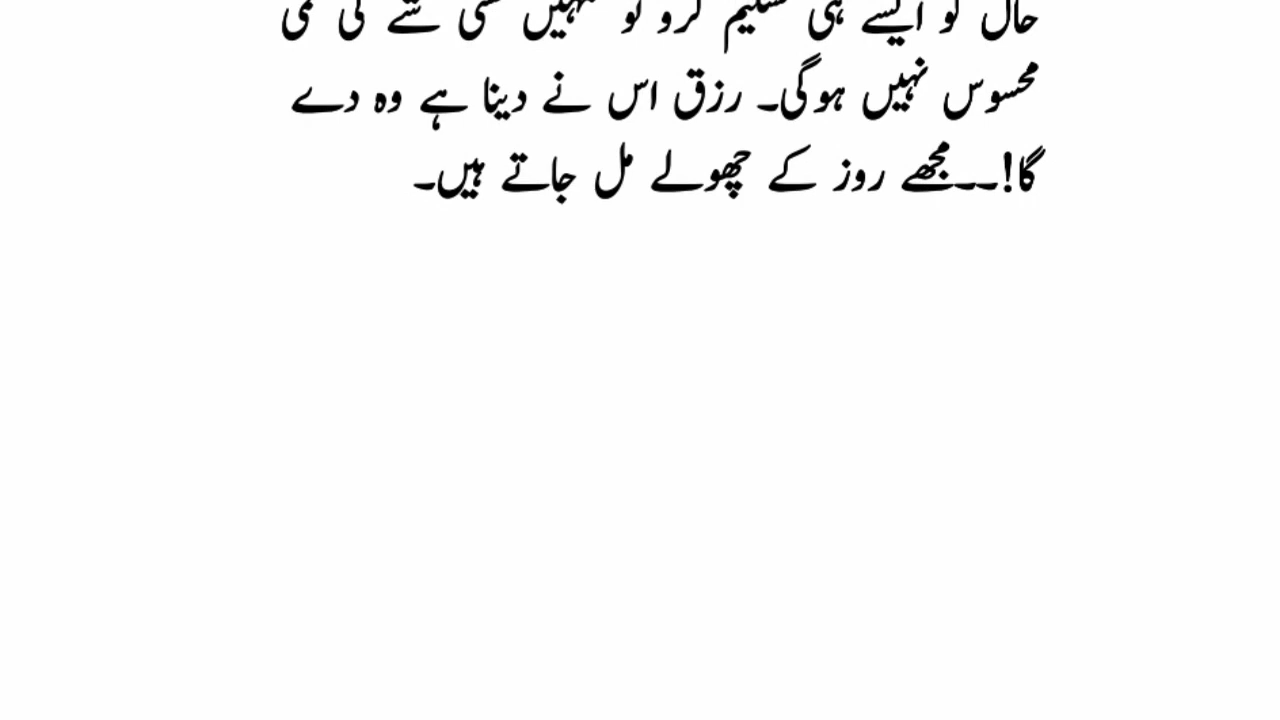 حال کو ایسے ہی تسلیم کرو تو تمہیں کسی شے کی کمی
محسوس نہیں ہوگی۔ رزق اس نے دینا ہے وہ دے
گا!۔۔مجھے روز کے چھولے مل جاتے ہیں۔